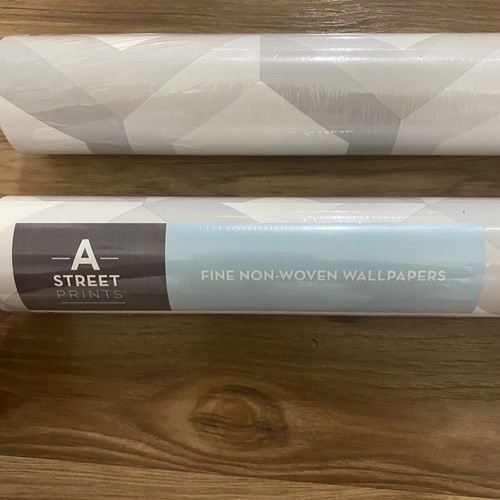 A
STREET
PRINTS
FINE NON-WOVEN WALLPAPERS